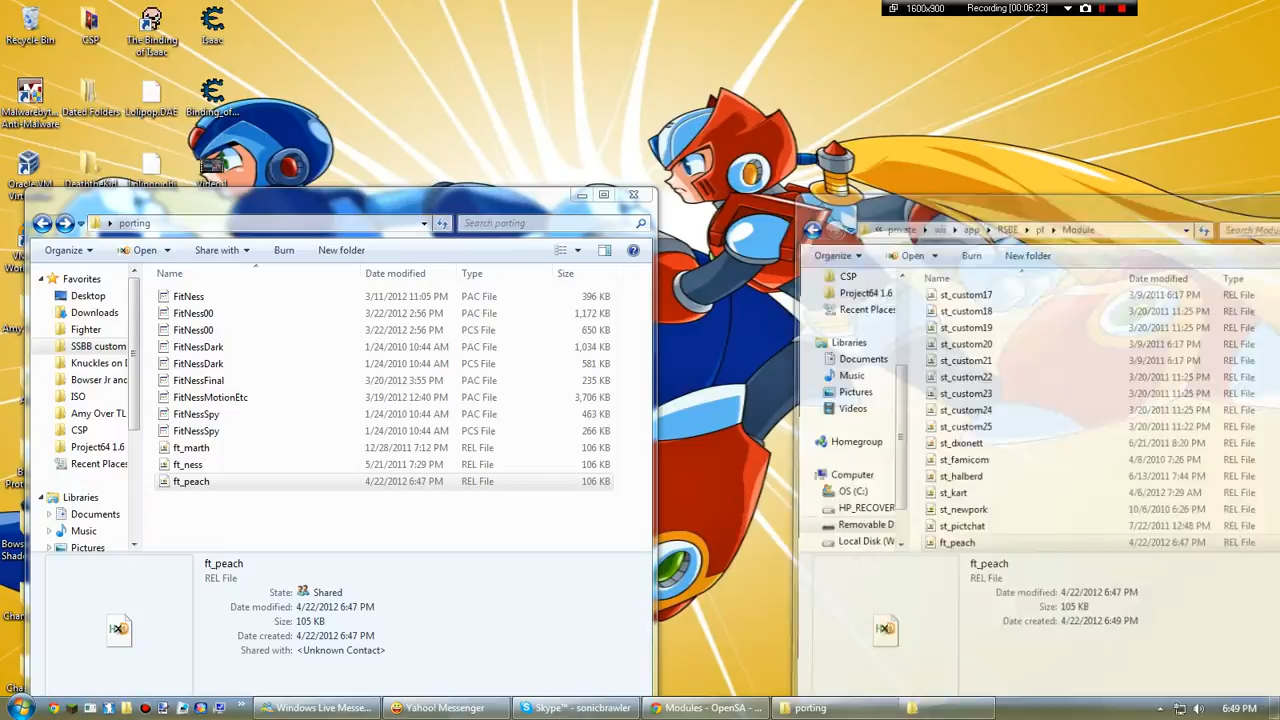 1600x900 Recording [00:06:23]
Recycle Bin
CSP
The Binding of Isaac
Isaac
Malwareby... Anti-Malware
Dated Folders
Lolipop.DAE
Binding_of...
Oracle VM
porting
Search porting
Organize Open Share with Burn New folder
Name Date modified Type Size
Favorites
Desktop
Downloads
Fighter
SSBB custom
Knuckles on
Bowser Jr anc
ISO
Amy Over TL
CSP
Project64 1.6
Recent Places
Libraries
Documents
Music
Pictures
FitNess 3/11/2012 11:03 PM PAC File 396 KB
FitNess00 3/22/2012 2:56 PM PAC File 1,172 KB
FitNess00 3/22/2012 2:56 PM PCS File 650 KB
FitNessDark 1/24/2010 10:44 AM PAC File 1,034 KB
FitNessDark 1/24/2010 10:44 AM PCS File 581 KB
FitNessFinal 3/20/2012 3:55 PM PAC File 235 KB
FitNessMotionEtc 3/19/2012 12:40 PM PAC File 3,706 KB
FitNessSpy 1/24/2010 10:44 AM PAC File 463 KB
FitNessSpy 1/24/2010 10:44 AM PCS File 266 KB
ft_marth 12/28/2011 7:12 PM REL File 106 KB
ft_ness 5/21/2011 7:29 PM REL File 106 KB
ft_peach 4/22/2012 6:47 PM REL File 106 KB
ft_peach
REL File
State: Shared
Date modified: 4/22/2012 6:47 PM
Size: 105 KB
Date created: 4/22/2012 6:47 PM
Shared with: <Unknown Contact>
« private wii app RSBE pf Module
Search Modu
Organize Open Burn New folder
Name Date modified Type
CSP
Project64 1.6
Recent Places
Libraries
Documents
Music
Pictures
Videos
Homegroup
Computer
OS (C:)
HP_RECOVER
Removable D
Local Disk (W
st_custom17 3/9/2011 6:17 PM REL File
st_custom18 3/20/2011 11:25 PM REL File
st_custom19 3/20/2011 11:25 PM REL File
st_custom20 3/9/2011 6:17 PM REL File
st_custom21 3/9/2011 6:17 PM REL File
st_custom22 3/20/2011 11:25 PM REL File
st_custom23 3/20/2011 11:25 PM REL File
st_custom24 3/20/2011 11:25 PM REL File
st_custom25 3/20/2011 11:22 PM REL File
st_dxonett 6/21/2011 8:20 PM REL File
st_famicom 4/8/2010 7:26 PM REL File
st_halberd 6/13/2011 7:44 PM REL File
st_kart 4/6/2012 7:29 AM REL File
st_newpork 10/6/2010 6:26 PM REL File
st_pictchat 7/22/2011 12:48 PM REL File
ft_peach 4/22/2012 6:47 PM REL File
ft_peach
REL File
Date modified: 4/22/2012 6:47 PM
Size: 105 KB
Date created: 4/22/2012 6:49 PM
Windows Live Messe... Yahoo! Messenger Skype™ - sonicbrawler Modules - OpenSA - ... porting
6:49 PM